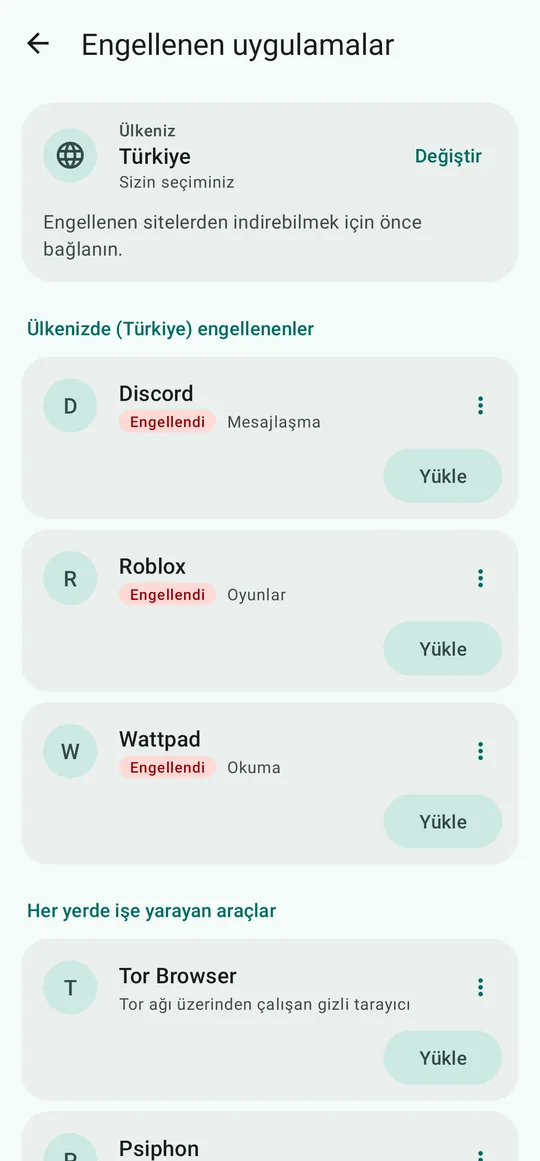 Engellenen uygulamalar
Ülkeniz
Türkiye
Değiştir
Sizin seçiminiz
Engellenen sitelerden indirebilmek için önce
bağlanın.
Ülkenizde (Türkiye) engellenenler
D
Discord
Engellendi
Mesajlaşma
Yükle
R
Roblox
Engellendi
Oyunlar
Yükle
W
Wattpad
Engellendi
Okuma
Yükle
Her yerde işe yarayan araçlar
T
Tor Browser
Tor ağı üzerinden çalışan gizli tarayıcı
Yükle
P
Psiphon